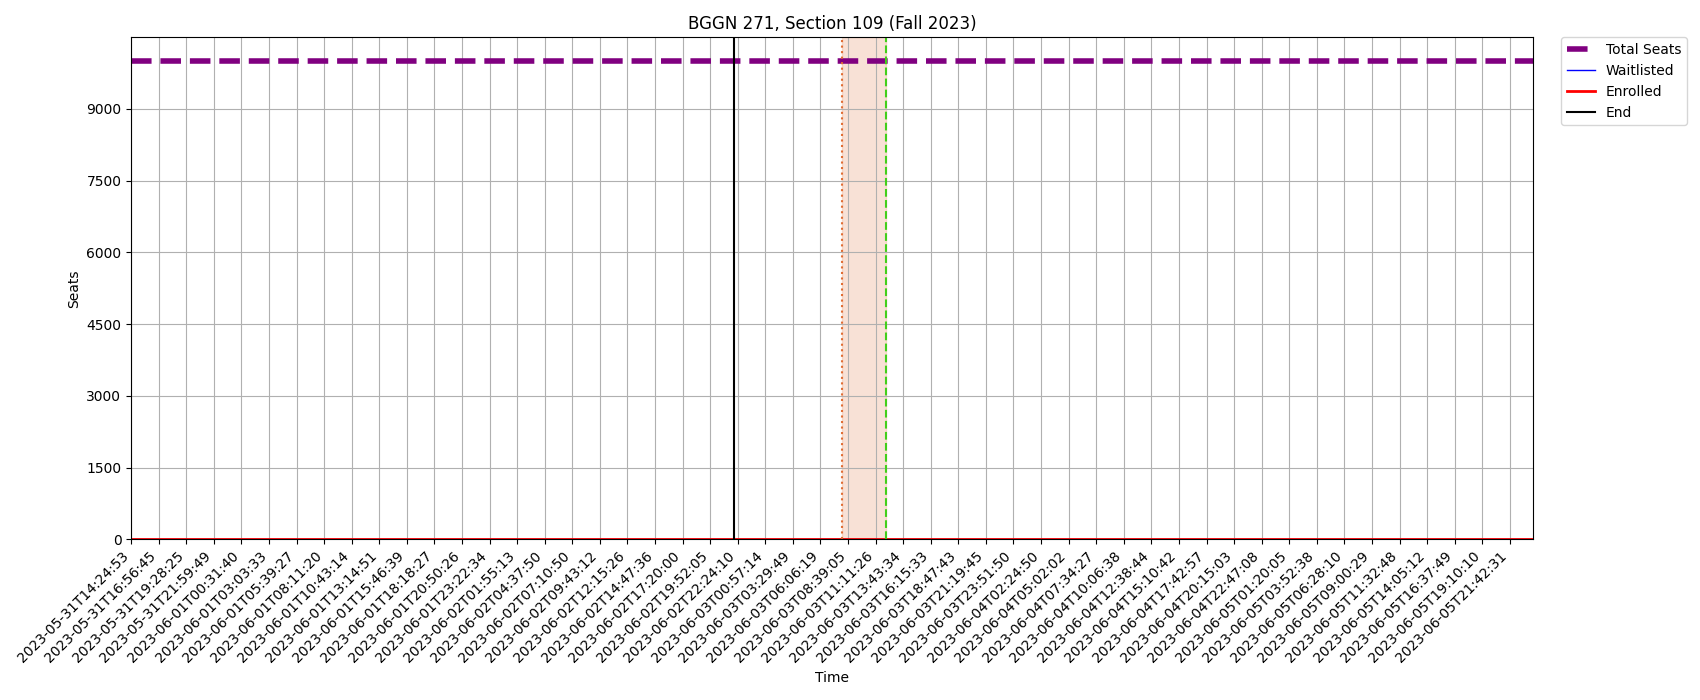 BGGN 271, Section 109 (Fall 2023)
Total Seats
Waitlisted
Enrolled
End
Seats
9000
7500
6000
4500
3000
1500
0
2023-05-31T14:24:53
2023-05-31T16:56:45
2023-05-31T19:28:25
2023-05-31T21:59:49
2023-06-01T00:31:40
2023-06-01T03:03:33
2023-06-01T05:39:27
2023-06-01T08:11:20
2023-06-01T10:43:14
2023-06-01T13:14:51
2023-06-01T15:46:39
2023-06-01T18:18:27
2023-06-01T20:50:26
2023-06-01T23:22:34
2023-06-02T01:55:13
2023-06-02T04:37:50
2023-06-02T07:10:50
2023-06-02T09:43:12
2023-06-02T12:15:26
2023-06-02T14:47:36
2023-06-02T17:20:00
2023-06-02T19:52:05
2023-06-02T22:24:10
2023-06-03T00:57:14
2023-06-03T03:29:49
2023-06-03T06:06:19
2023-06-03T08:39:05
2023-06-03T11:11:26
2023-06-03T13:43:34
2023-06-03T16:15:33
2023-06-03T18:47:43
2023-06-03T21:19:45
2023-06-03T23:51:50
2023-06-04T02:24:50
2023-06-04T05:02:02
2023-06-04T07:34:27
2023-06-04T10:06:38
2023-06-04T12:38:44
2023-06-04T15:10:42
2023-06-04T17:42:57
2023-06-04T20:15:03
2023-06-04T22:47:08
2023-06-05T01:20:05
2023-06-05T03:52:38
2023-06-05T06:28:10
2023-06-05T09:00:29
2023-06-05T11:32:48
2023-06-05T14:05:12
2023-06-05T16:37:49
2023-06-05T19:10:10
2023-06-05T21:42:31
Time